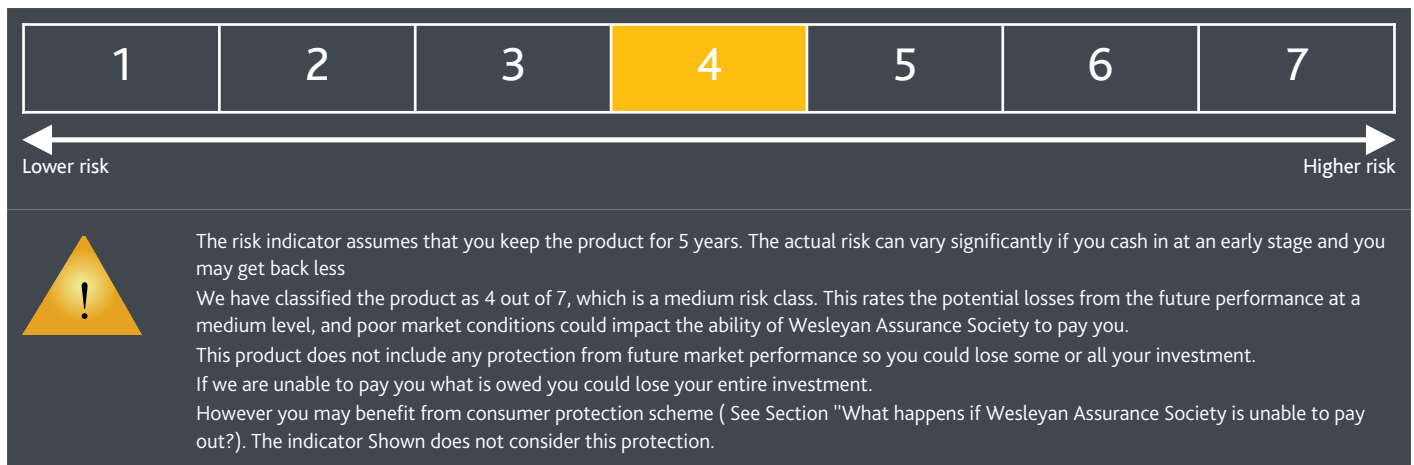 1 2 3 4 5 6 7
Lower risk Higher risk
The risk indicator assumes that you keep the product for 5 years. The actual risk can vary significantly if you cash in at an early stage and you
may get back less
!
We have classified the product as 4 out of 7, which is a medium risk class. This rates the potential losses from the future performance at a
medium level, and poor market conditions could impact the ability of Wesleyan Assurance Society to pay you.
This product does not include any protection from future market performance so you could lose some or all your investment.
If we are unable to pay you what is owed you could lose your entire investment.
However you may benefit from consumer protection scheme ( See Section "What happens if Wesleyan Assurance Society is unable to pay
out?). The indicator Shown does not consider this protection.